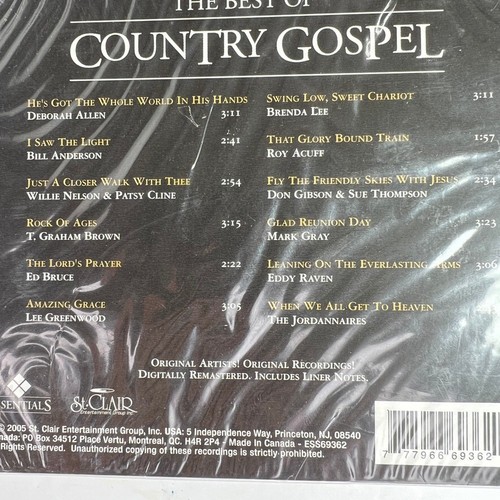 THE BEST OF
COUNTRY GOSPEL
HE'S GOT THE WHOLE WORLD IN HIS HANDS
DEBORAH ALLEN 3:11
I SAW THE LIGHT
BILL ANDERSON 2:41
JUST A CLOSER WALK WITH THEE
WILLIE NELSON & PATSY CLINE 2:54
ROCK OF AGES
T. GRAHAM BROWN 3:15
THE LORD'S PRAYER
ED BRUCE 2:22
AMAZING GRACE
LEE GREENWOOD 3:05
SWING LOW, SWEET CHARIOT 3:11
BRENDA LEE
THAT GLORY BOUND TRAIN 1:57
ROY ACUFF
FLY THE FRIENDLY SKIES WITH JESUS 2:34
DON GIBSON & SUE THOMPSON
GLAD REUNION DAY 3:23
MARK GRAY
LEANING ON THE EVERLASTING ARMS 3:06
EDDY RAVEN
WHEN WE ALL GET TO HEAVEN
THE JORDANNAIRES
ORIGINAL ARTISTS! ORIGINAL RECORDINGS!
DIGITALLY REMASTERED. INCLUDES LINER NOTES.
SENTIALS
ST.CLAIR
Entertainment Group Inc.
© 2005 St. Clair Entertainment Group, Inc. USA: 5 Independence Way, Princeton, NJ, 08540
nada: PO Box 34512 Place Vertu, Montreal, QC. H4R 2P4 - Made in Canada - ESS69362
Rights Reserved. Unauthorized copying of these recordings is strictly prohibited.
7 77966 69362